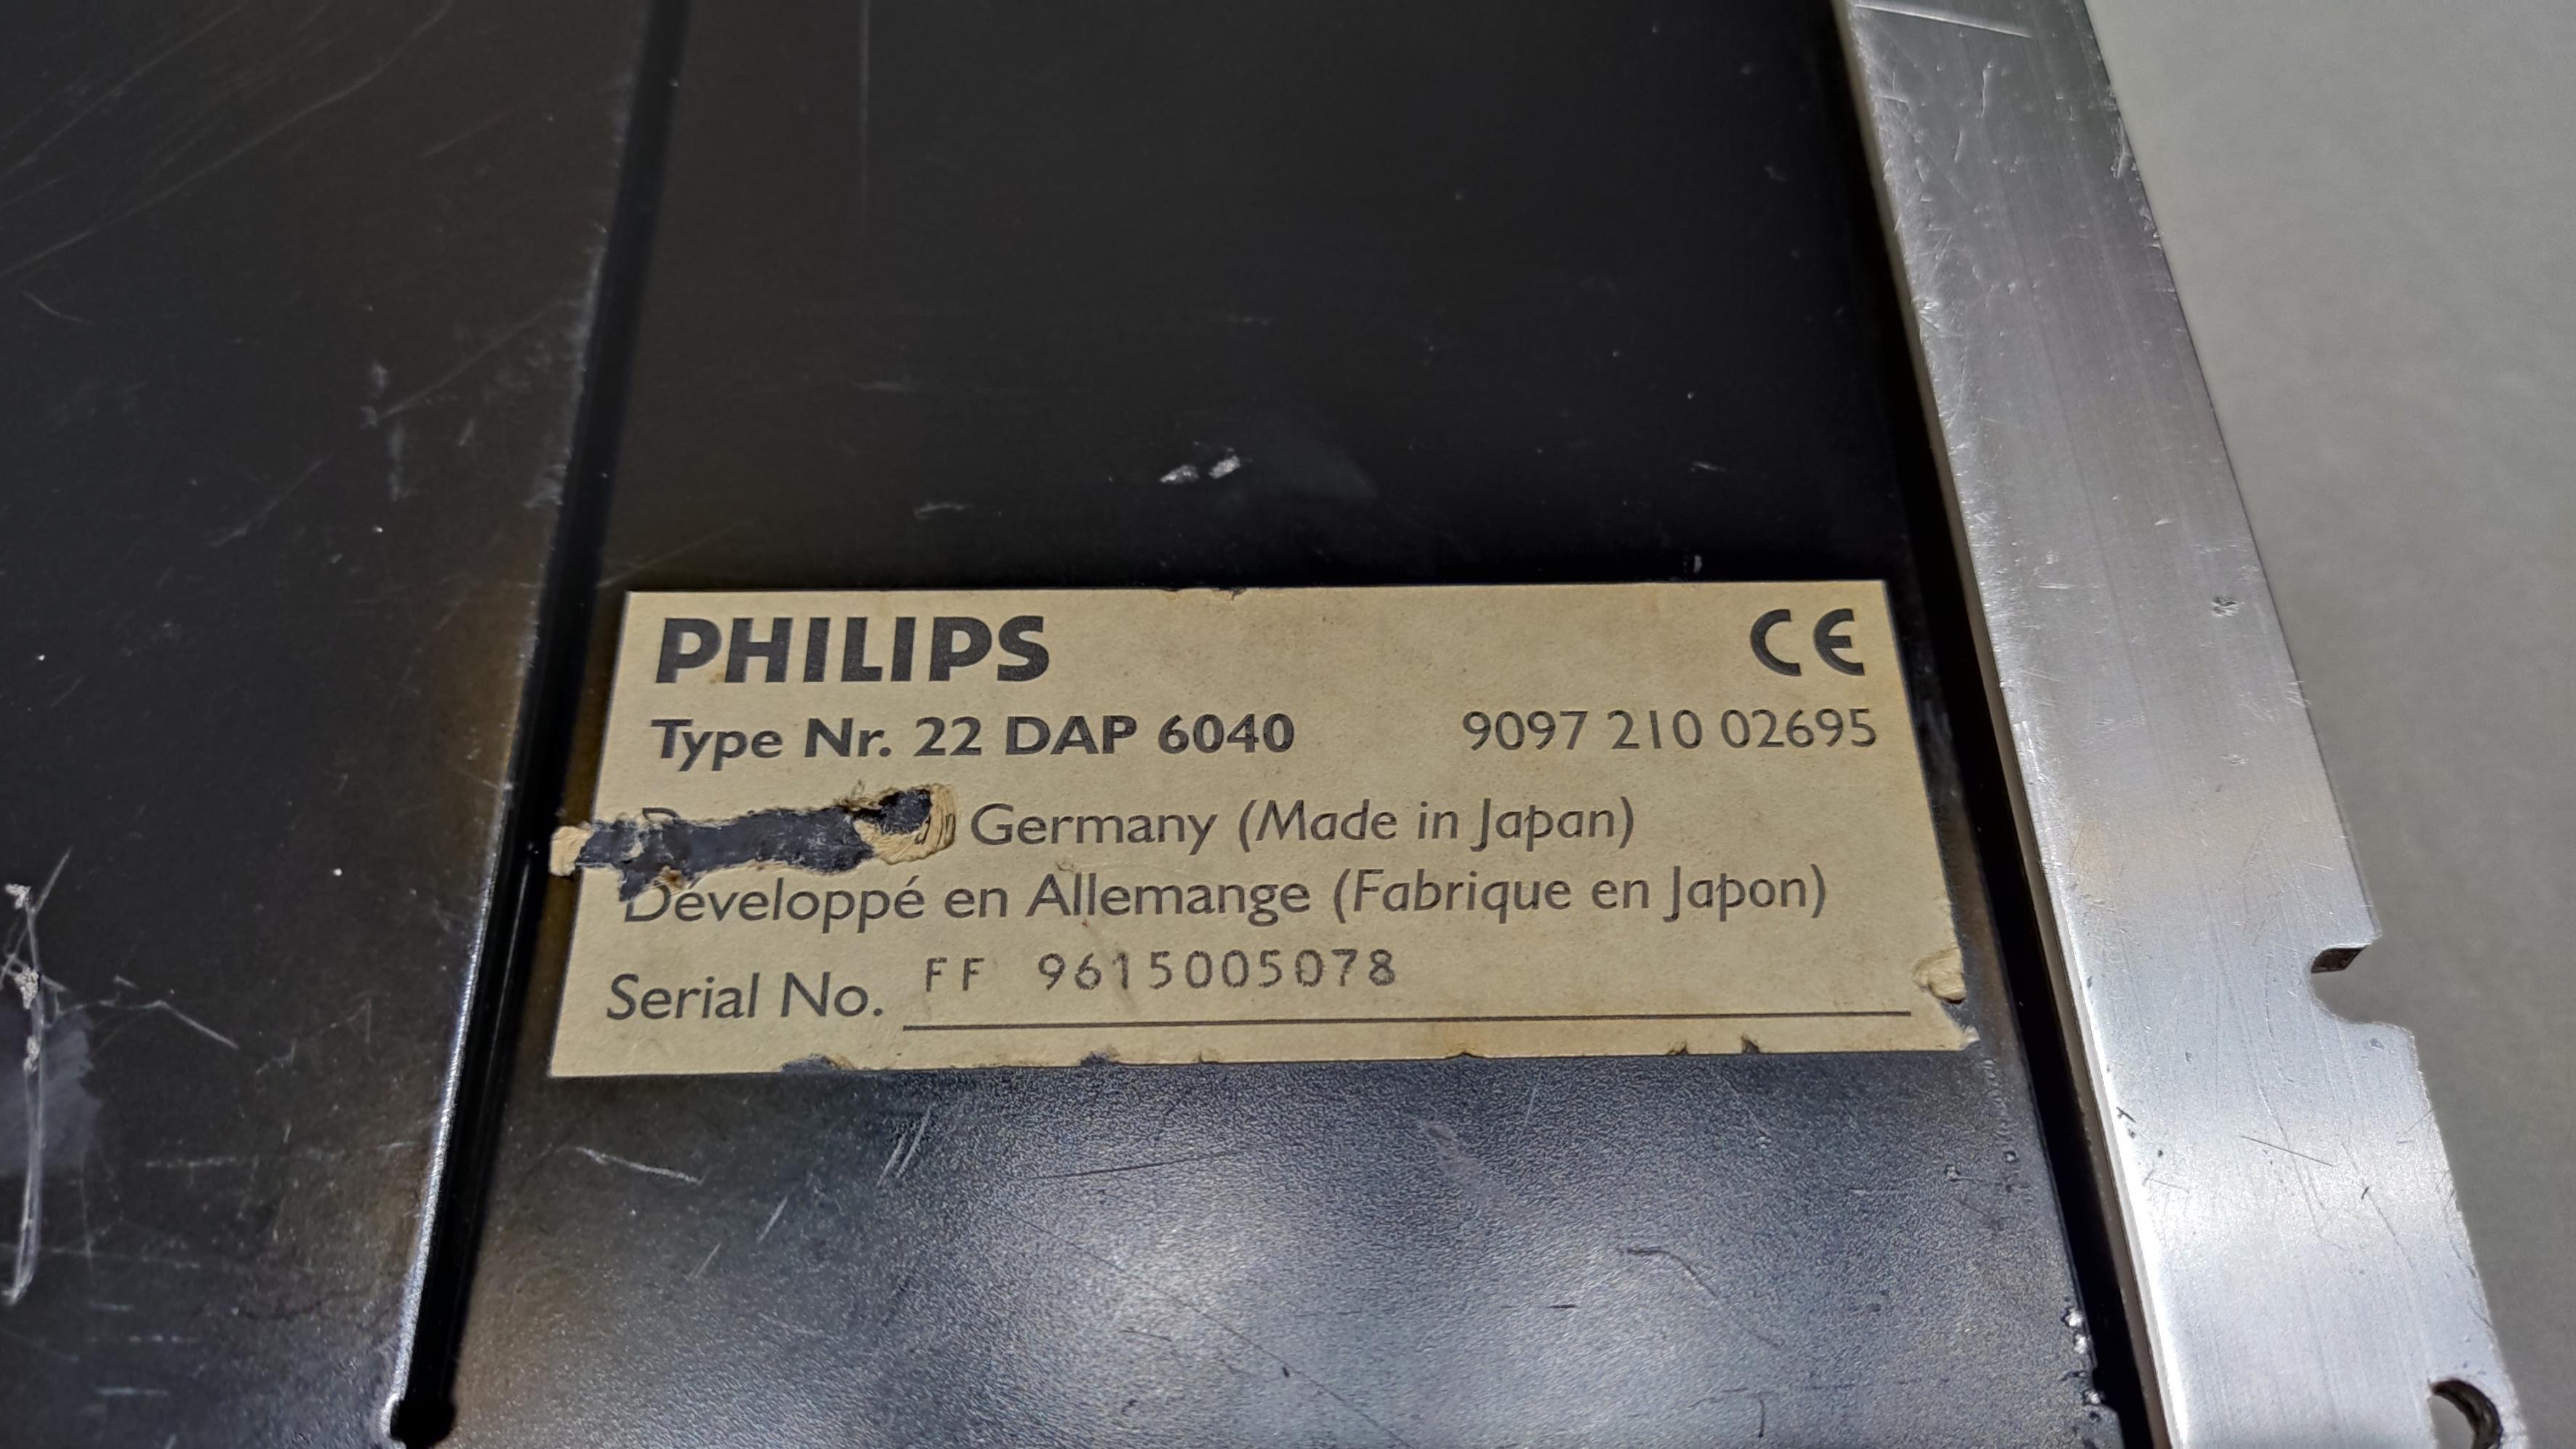 PHILIPS CE
Type Nr. 22 DAP 6040 9097 210 02695
Germany (Made in Japan)
Développé en Allemange (Fabrique en Japon)
Serial No. FF 9615005078